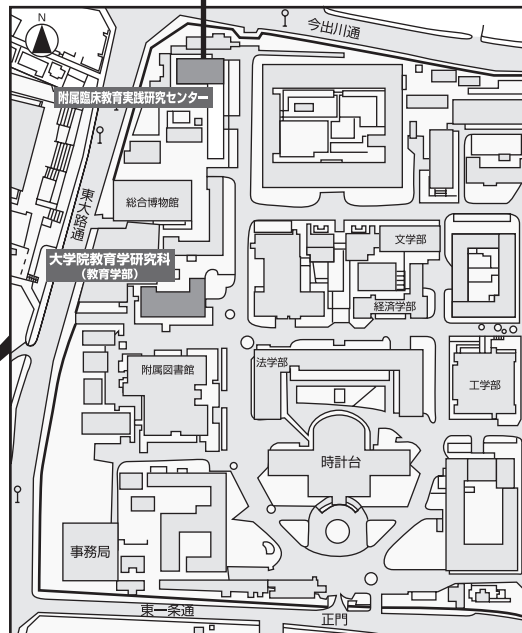 N
今出川通
附属臨床教育実践研究センター
東大路通
総合博物館
文学部
大学院教育学研究科
(教育学部)
経済学部
附属図書館
法学部
工学部
時計台
事務局
東一条通
正門